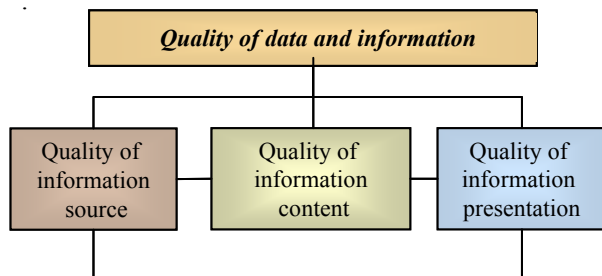 Quality of data and information
Quality of
information
source
Quality of
information
content
Quality of
information
presentation